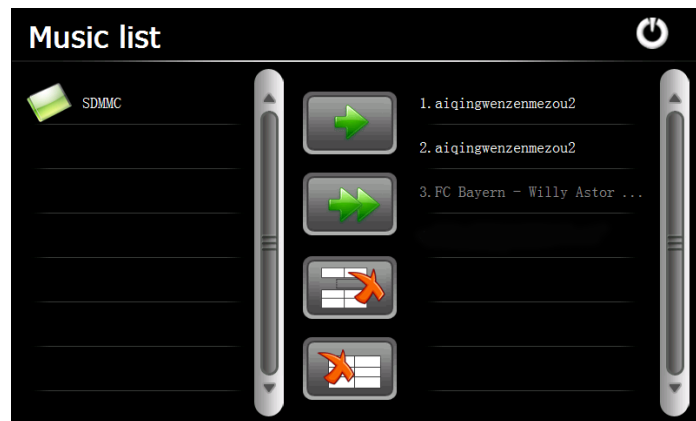 Music list
SDMMC
1.aiqingwenzenmezou2
2.aiqingwenzenmezou2
3.FC Bayern - Willy Astor ...